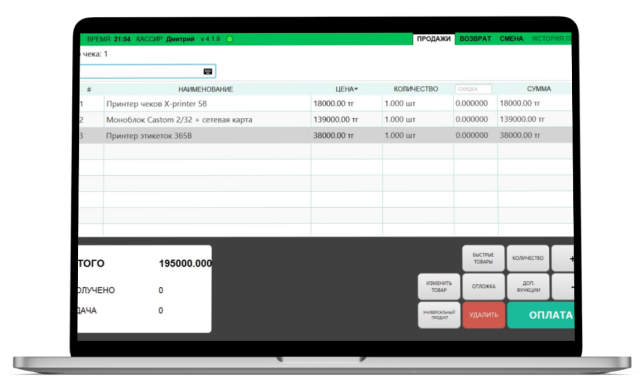 ВРЕМЯ 21:04 КАССИР Дмитрий v 4.1.9 ПРОДАЖИ ВОЗВРАТ СМЕНА ИСТОРИЯ П
чека: 1
# НАИМЕНОВАНИЕ ЦЕНА КОЛИЧЕСТВО СКИДКА СУММА
1 Принтер чеков X-printer 58 18000.00 тг 1.000 шт 0.000000 18000.00 тг
2 Моноблок Castom 2/32 + сетевая карта 139000.00 тг 1.000 шт 0.000000 139000.00 тг
3 Принтер этикеток 365B 38000.00 тг 1.000 шт 0.000000 38000.00 тг
ТОГО 195000.000
ОЛУЧЕНО 0
ДАЧА 0
БЫСТРЫЕ ТОВАРЫ
КОЛИЧЕСТВО
+
ИЗМЕНИТЬ ТОВАР
ОТЛОЖКА
ДОП. ФУНКЦИИ
-
УНИВЕРСАЛЬНЫЙ ПРОДУКТ
УДАЛИТЬ
ОПЛАТА